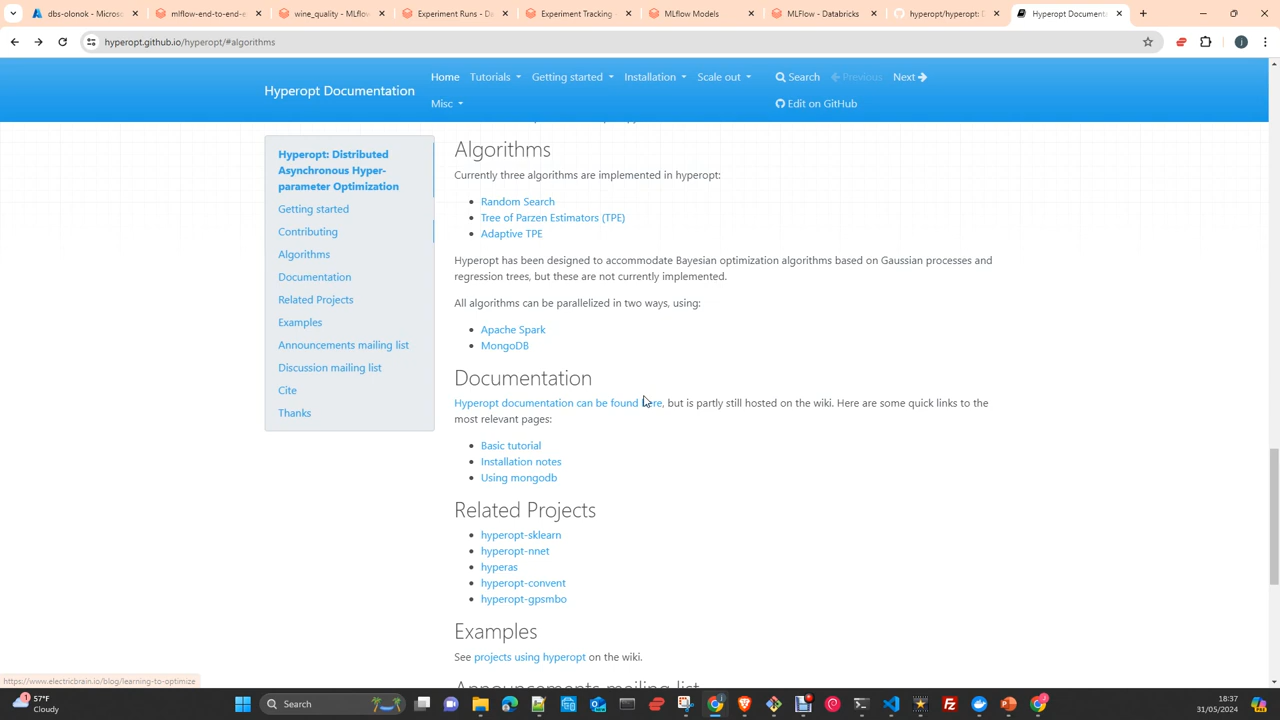 dbs-olonok - Microso
mlflow-end-to-end-e
wine_quality - MLflow
Experiment Runs - Da
Experiment Tracking
MLflow Models
MLFlow - Databricks
hyperopt/hyperopt: D
Hyperopt Documenta
hyperopt.github.io/hyperopt/#algorithms
Hyperopt Documentation
Home Tutorials Getting started Installation Scale out Search Previous Next
Misc Edit on GitHub
Hyperopt: Distributed
Asynchronous Hyper-
parameter Optimization
Getting started
Contributing
Algorithms
Documentation
Related Projects
Examples
Announcements mailing list
Discussion mailing list
Cite
Thanks
Algorithms
Currently three algorithms are implemented in hyperopt:
Random Search
Tree of Parzen Estimators (TPE)
Adaptive TPE
Hyperopt has been designed to accommodate Bayesian optimization algorithms based on Gaussian processes and
regression trees, but these are not currently implemented.
All algorithms can be parallelized in two ways, using:
Apache Spark
MongoDB
Documentation
Hyperopt documentation can be found here, but is partly still hosted on the wiki. Here are some quick links to the
most relevant pages:
Basic tutorial
Installation notes
Using mongodb
Related Projects
hyperopt-sklearn
hyperopt-nnet
hyperas
hyperopt-convent
hyperopt-gpsmbo
Examples
See projects using hyperopt on the wiki.
Announcements mailing list
https://www.electricbrain.io/blog/learning-to-optimize
57°F
Cloudy
Search
18:37
31/05/2024